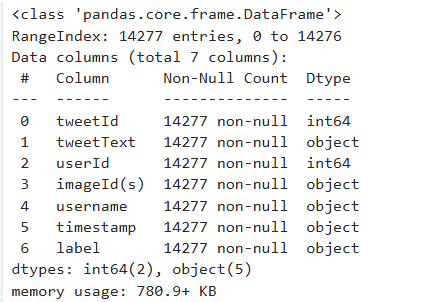 <class 'pandas.core.frame.DataFrame'>
RangeIndex: 14277 entries, 0 to 14276
Data columns (total 7 columns):
 #   Column      Non-Null Count  Dtype
---  ------      --------------  -----
 0   tweetId     14277 non-null  int64
 1   tweetText   14277 non-null  object
 2   userId      14277 non-null  int64
 3   imageId(s)  14277 non-null  object
 4   username    14277 non-null  object
 5   timestamp   14277 non-null  object
 6   label       14277 non-null  object
dtypes: int64(2), object(5)
memory usage: 780.9+ KB